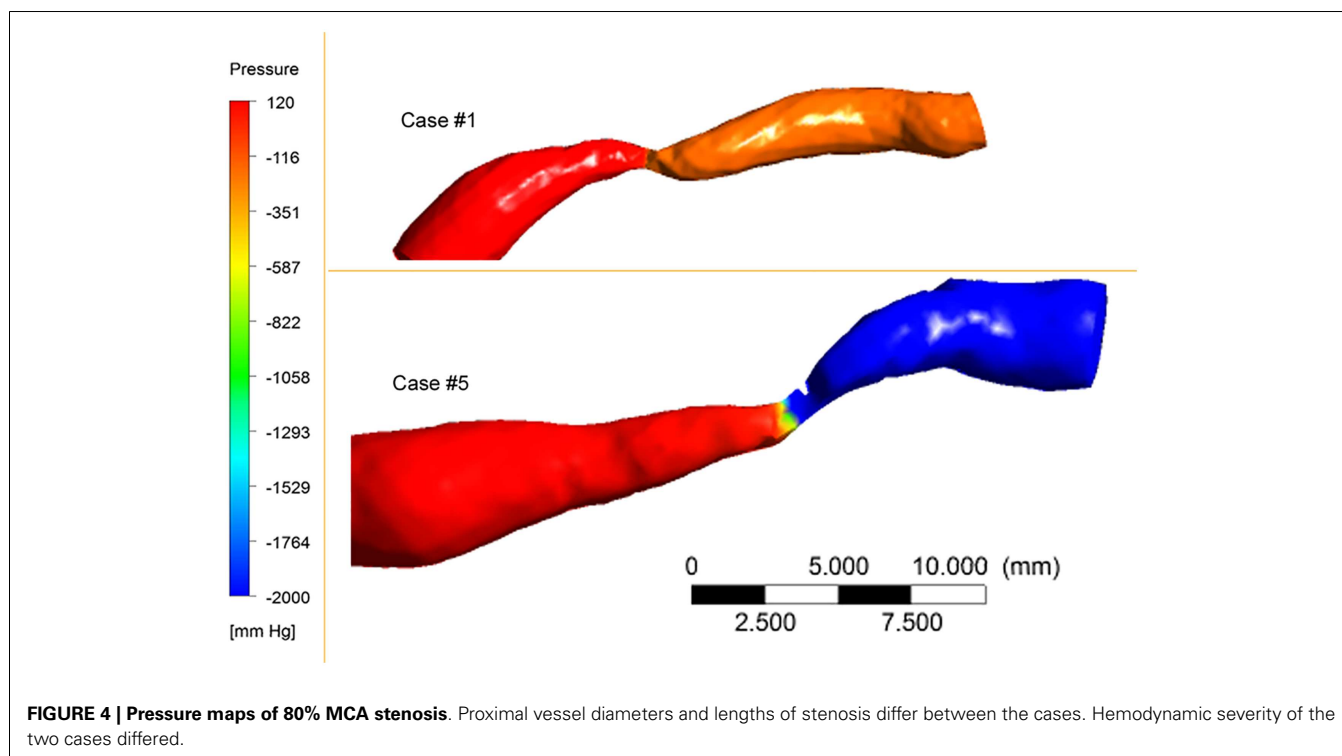 Pressure
120
-116
-351
-587
-822
-1058
-1293
-1529
-1764
-2000
[mm Hg]
Case #1
Case #5
0 5.000 10.000 (mm)
2.500 7.500
FIGURE 4 | Pressure maps of 80% MCA stenosis. Proximal vessel diameters and lengths of stenosis differ between the cases. Hemodynamic severity of the
two cases differed.